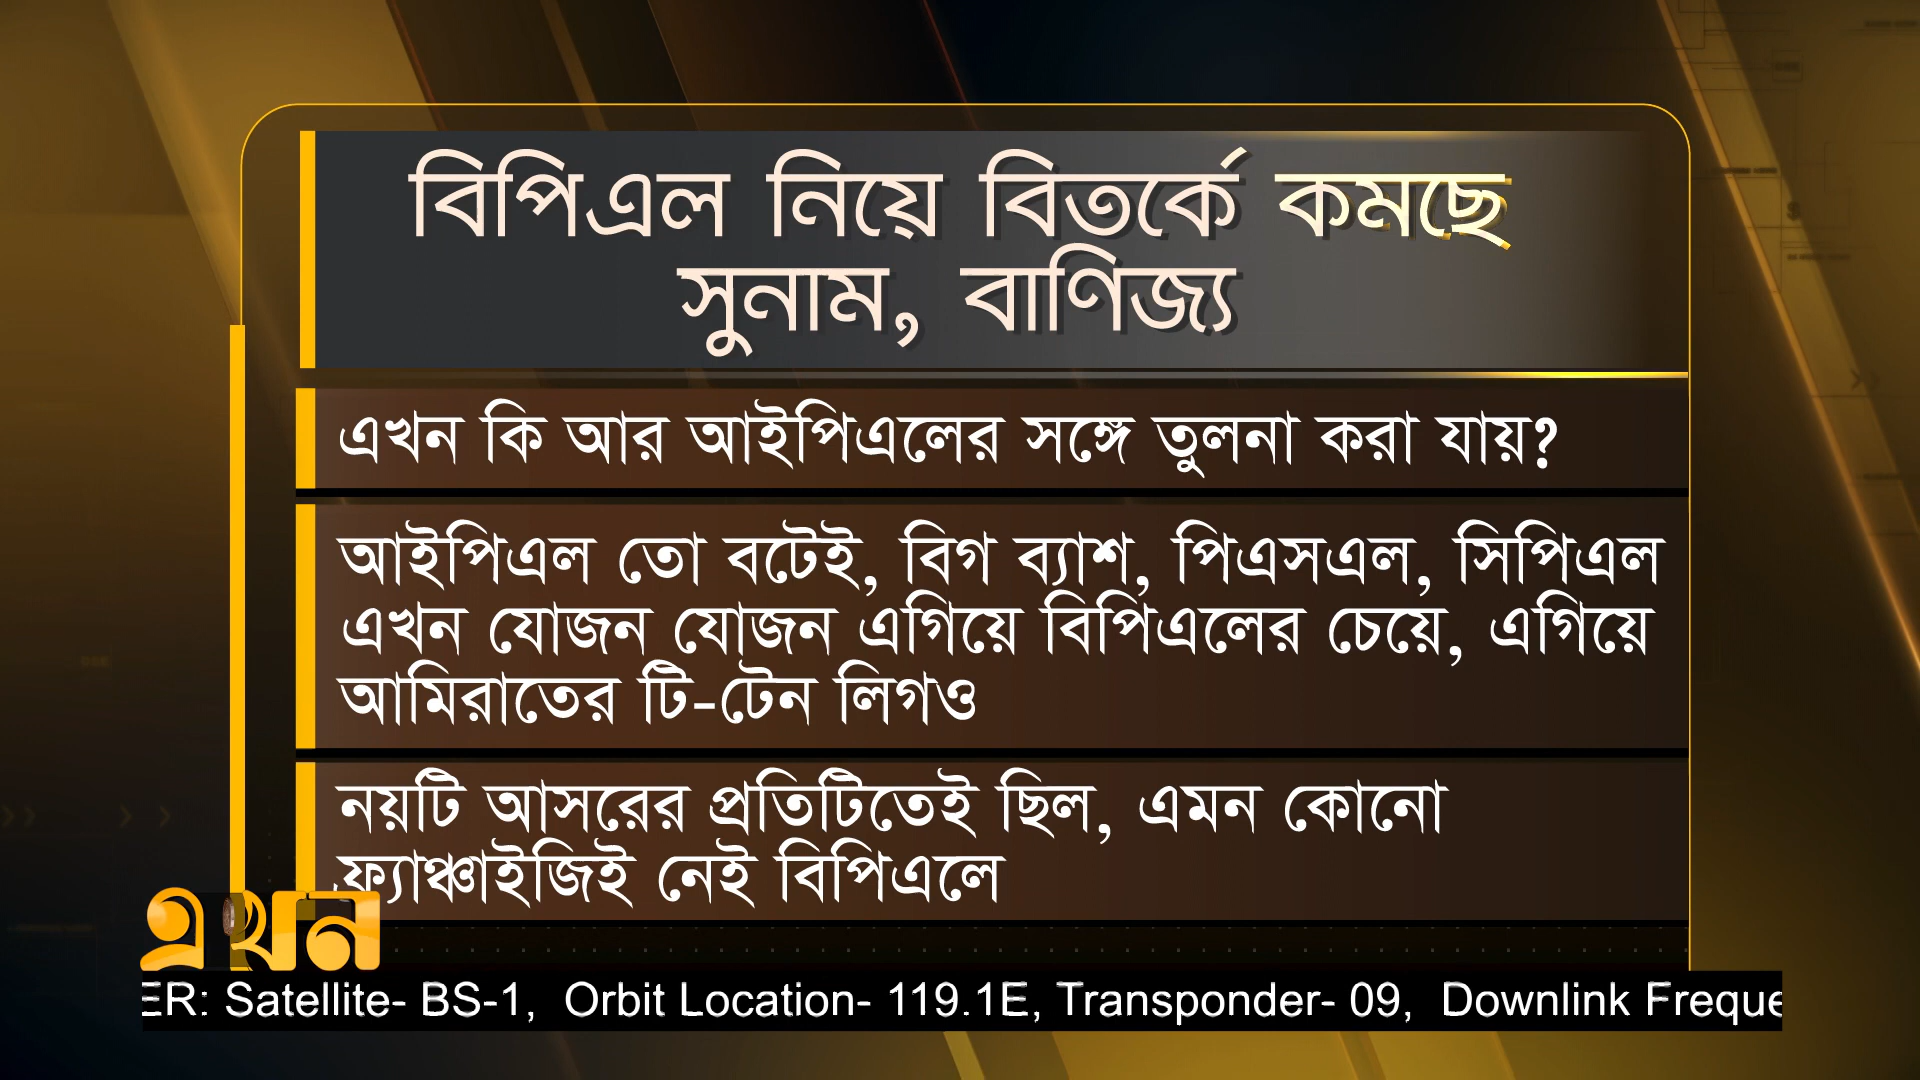 বিপিএল নিয়ে বিতর্কে কমছে
সুনাম, বাণিজ্য
এখন কি আর আইপিএলের সঙ্গে তুলনা করা যায়?
আইপিএল তো বটেই, বিগ ব্যাশ, পিএসএল, সিপিএল
এখন যোজন যোজন এগিয়ে বিপিএলের চেয়ে, এগিয়ে
আমিরাতের টি-টেন লিগও
নয়টি আসরের প্রতিটিতেই ছিল, এমন কোনো
ফ্যাঞ্চাইজিই নেই বিপিএলে
এখন
ER: Satellite- BS-1, Orbit Location- 119.1E, Transponder- 09, Downlink Freque